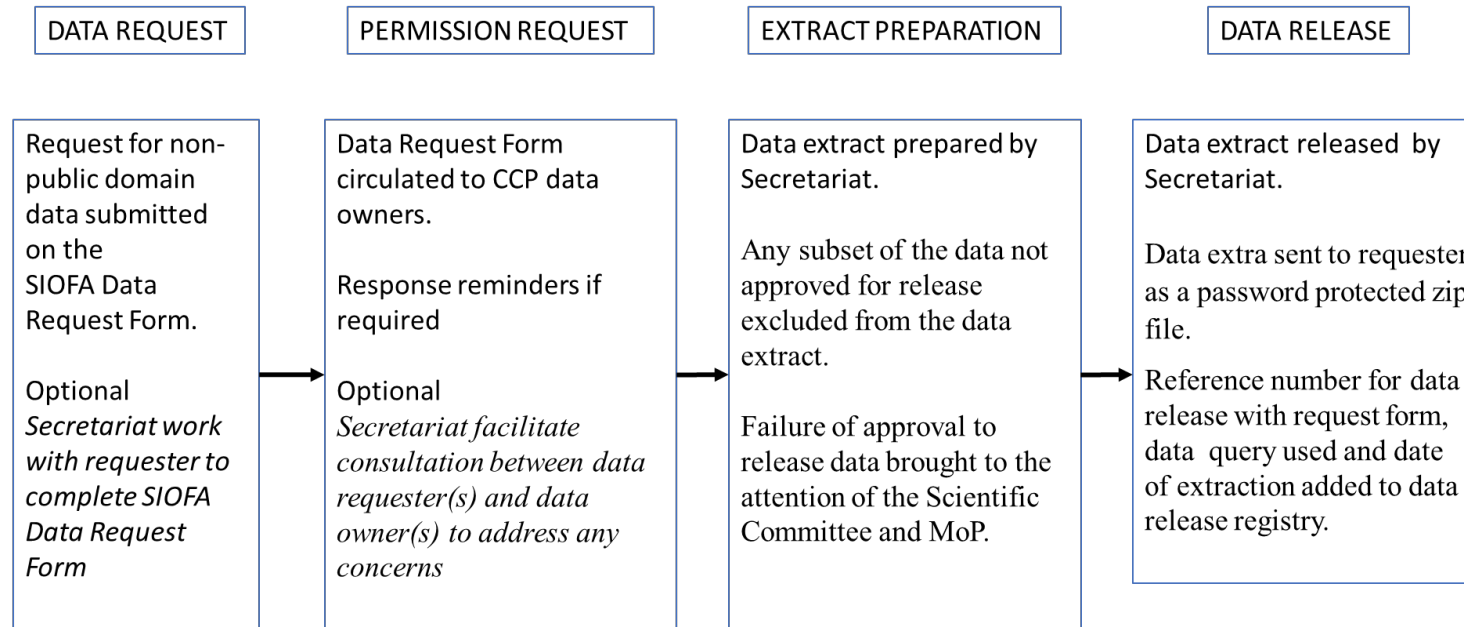 DATA REQUEST
PERMISSION REQUEST
EXTRACT PREPARATION
DATA RELEASE
Request for non-
public domain
data submitted
on the
SIOFA Data
Request Form.
Optional
Secretariat work
with requester to
complete SIOFA
Data Request
Form
Data Request Form
circulated to CCP data
owners.
Response reminders if
required
Optional
Secretariat facilitate
consultation between data
requester(s) and data
owner(s) to address any
concerns
Data extract prepared by
Secretariat.
Any subset of the data not
approved for release
excluded from the data
extract.
Failure of approval to
release data brought to the
attention of the Scientific
Committee and MoP.
Data extract released by
Secretariat.
Data extra sent to requester
as a password protected zip
file.
Reference number for data
release with request form,
data query used and date
of extraction added to data
release registry.